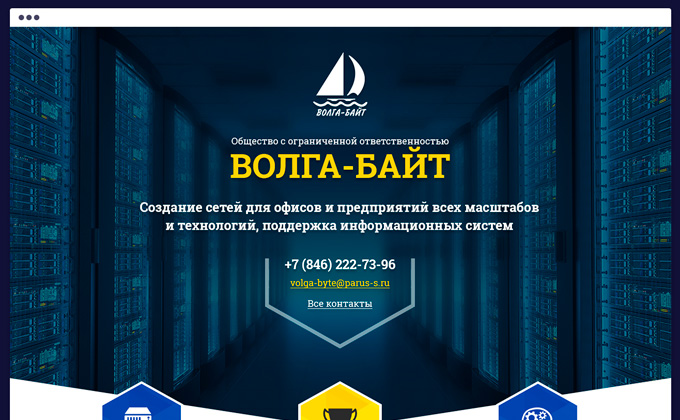 ВОЛГА-БАЙТ
Общество с ограниченной ответственностью
ВОЛГА-БАЙТ
Создание сетей для офисов и предприятий всех масштабов
и технологий, поддержка информационных систем
+7 (846) 222-73-96
volga-byte@parus-s.ru
Все контакты